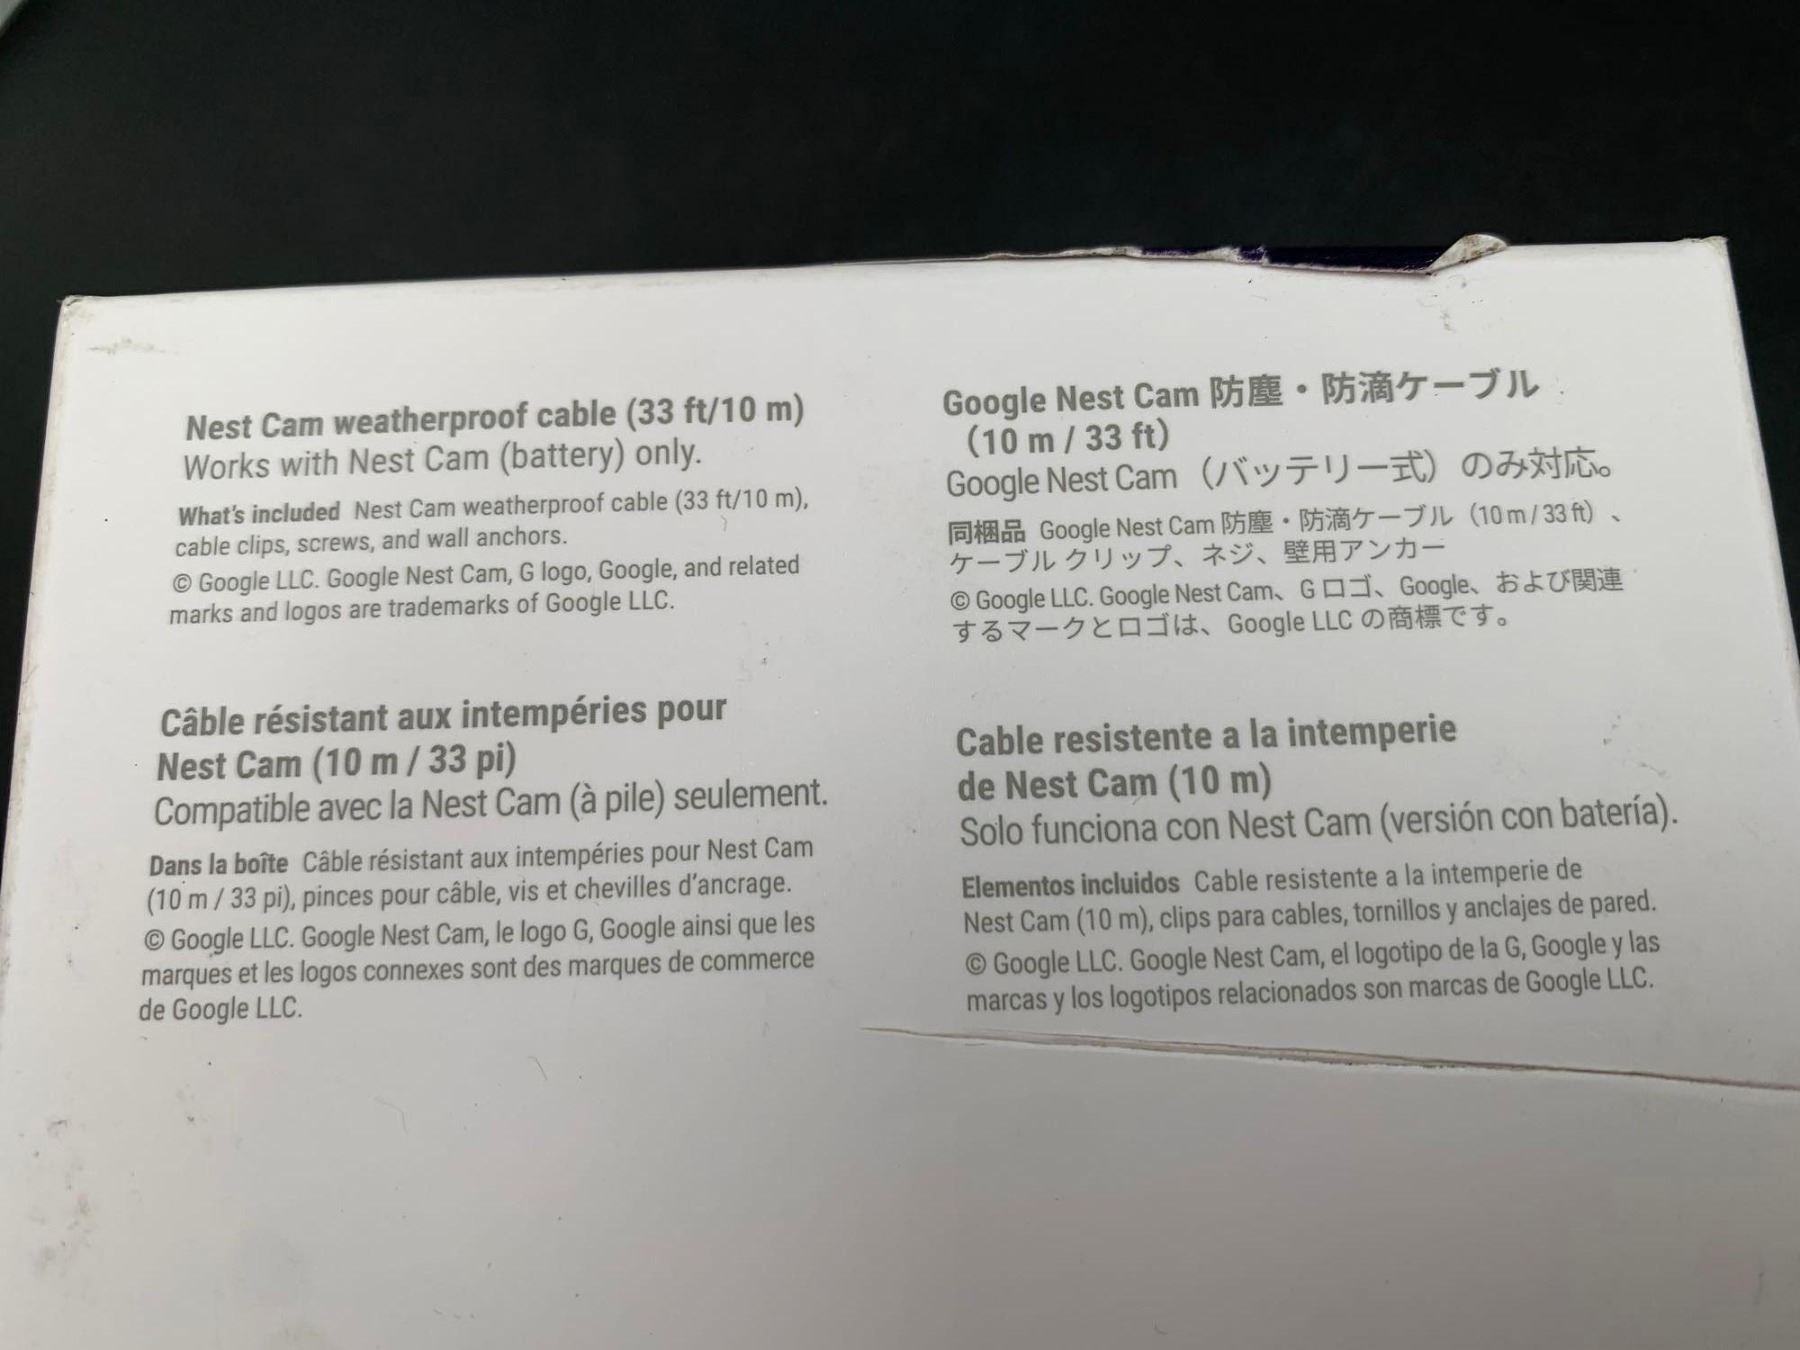 Nest Cam weatherproof cable (33 ft/10 m)
Works with Nest Cam (battery) only.
What's included Nest Cam weatherproof cable (33 ft/10 m),
cable clips, screws, and wall anchors.
© Google LLC. Google Nest Cam, G logo, Google, and related
marks and logos are trademarks of Google LLC.
Câble résistant aux intempéries pour
Nest Cam (10 m / 33 pi)
Compatible avec la Nest Cam (à pile) seulement.
Dans la boîte Câble résistant aux intempéries pour Nest Cam
(10 m / 33 pi), pinces pour câble, vis et chevilles d'ancrage.
© Google LLC. Google Nest Cam, le logo G, Google ainsi que les
marques et les logos connexes sont des marques de commerce
de Google LLC.
Google Nest Cam 防塵・防滴ケーブル
（10 m / 33 ft）
Google Nest Cam （バッテリー式）のみ対応。
同梱品 Google Nest Cam 防塵・防滴ケーブル（10 m / 33 ft）、
ケーブル クリップ、ネジ、壁用アンカー
© Google LLC. Google Nest Cam、G ロゴ、Google、および関連
するマークとロゴは、Google LLC の商標です。
Cable resistente a la intemperie
de Nest Cam (10 m)
Solo funciona con Nest Cam (versión con batería).
Elementos incluidos Cable resistente a la intemperie de
Nest Cam (10 m), clips para cables, tornillos y anclajes de pared.
© Google LLC. Google Nest Cam, el logotipo de la G, Google y las
marcas y los logotipos relacionados son marcas de Google LLC.